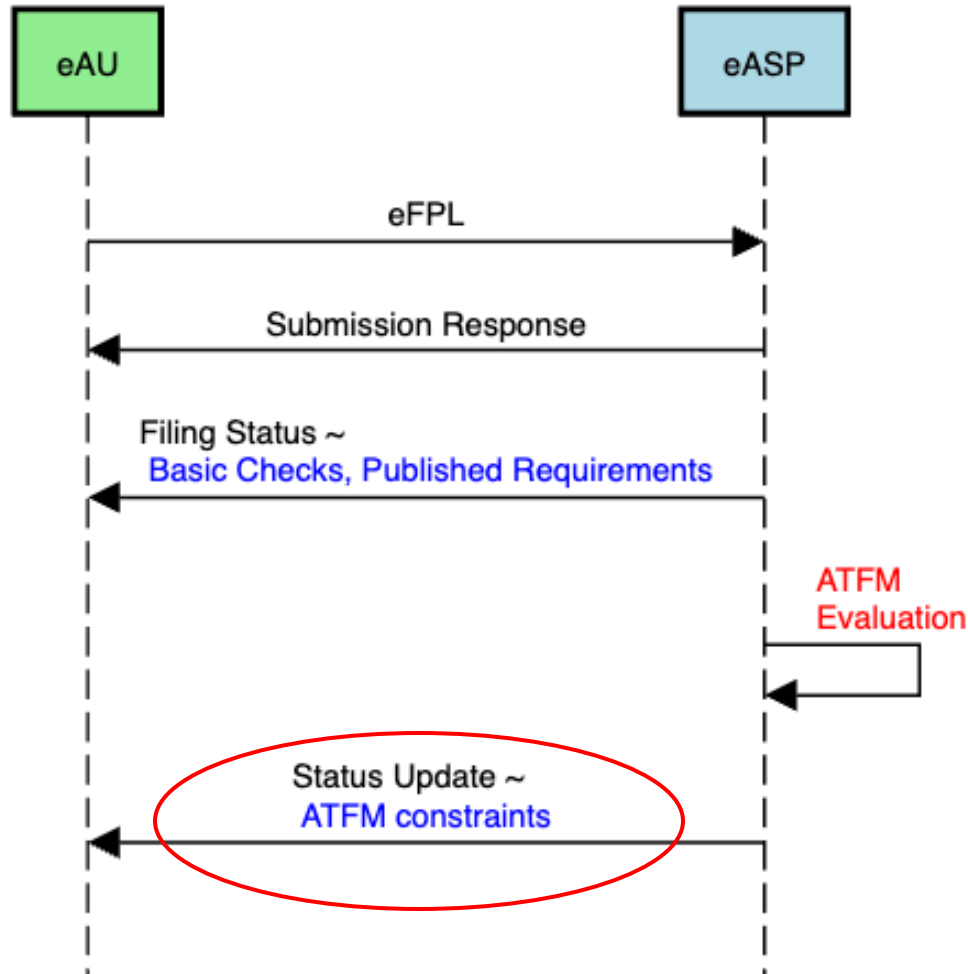 eAU
eASP
eFPL
Submission Response
Filing Status ~
Basic Checks, Published Requirements
ATFM
Evaluation
Status Update ~
ATFM constraints